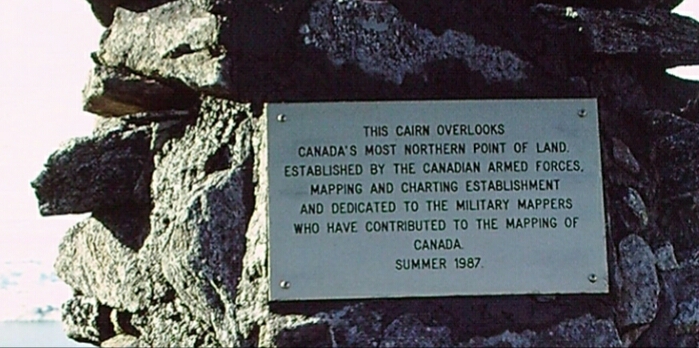 THIS CAIRN OVERLOOKS
CANADA'S MOST NORTHERN POINT OF LAND.
ESTABLISHED BY THE CANADIAN ARMED FORCES,
MAPPING AND CHARTING ESTABLISHMENT
AND DEDICATED TO THE MILITARY MAPPERS
WHO HAVE CONTRIBUTED TO THE MAPPING OF
CANADA.
SUMMER 1987.